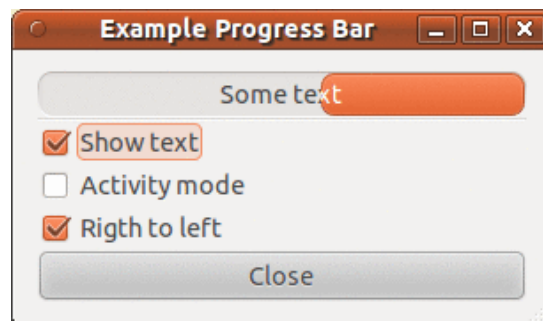 Example Progress Bar
Some text
Show text
Activity mode
Rigth to left
Close